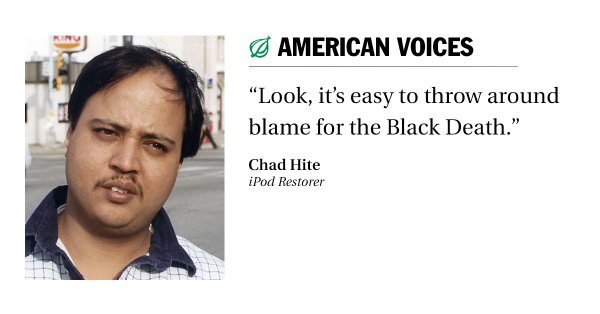 KING
AMERICAN VOICES
“Look, it’s easy to throw around
blame for the Black Death.”
Chad Hite
iPod Restorer